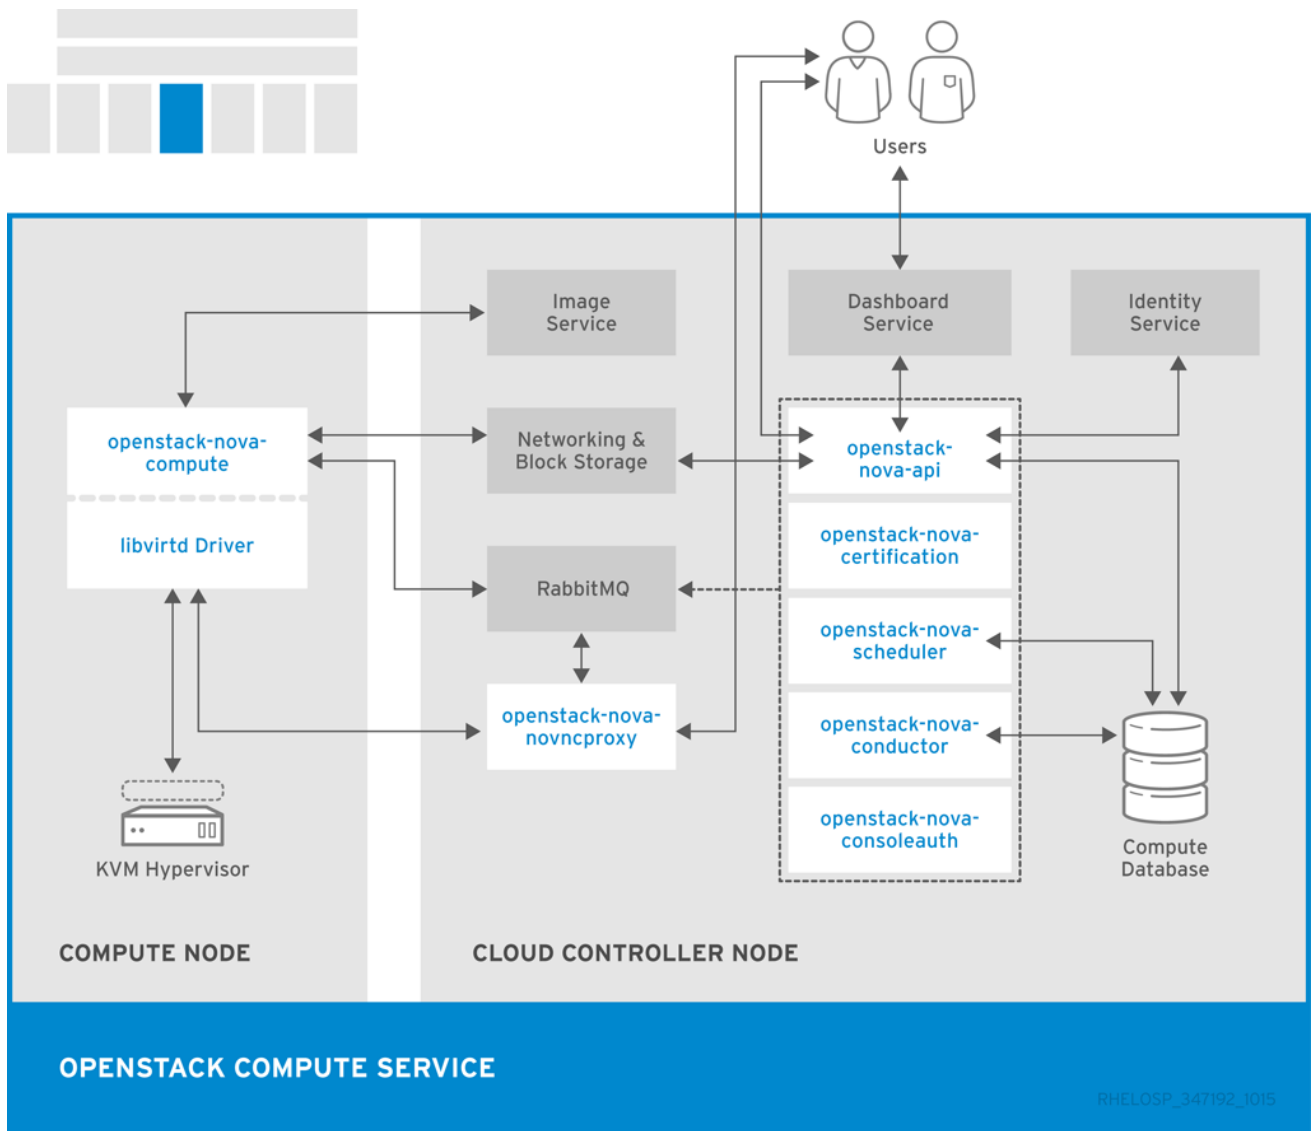 Users
Image
Service
Dashboard
Service
Identity
Service
openstack-nova-
compute
libvirtd Driver
Networking &
Block Storage
openstack-
nova-api
openstack-nova-
certification
RabbitMQ
openstack-nova-
scheduler
openstack-nova-
novncproxy
openstack-nova-
conductor
openstack-nova-
consoleauth
KVM Hypervisor
Compute
Database
COMPUTE NODE
CLOUD CONTROLLER NODE
OPENSTACK COMPUTE SERVICE
RHELOSP_347192_1015